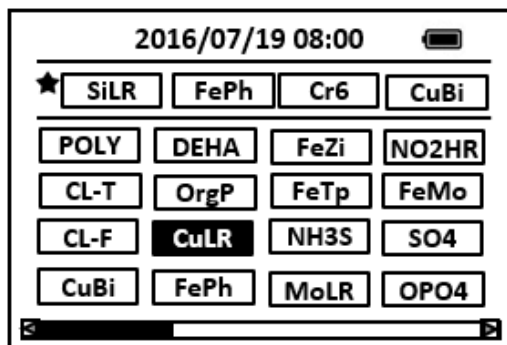 2016/07/19 08:00
SiLR FePh Cr6 CuBi
POLY DEHA FeZi NO2HR
CL-T OrgP FeTp FeMo
CL-F CuLR NH3S SO4
CuBi FePh MoLR OPO4